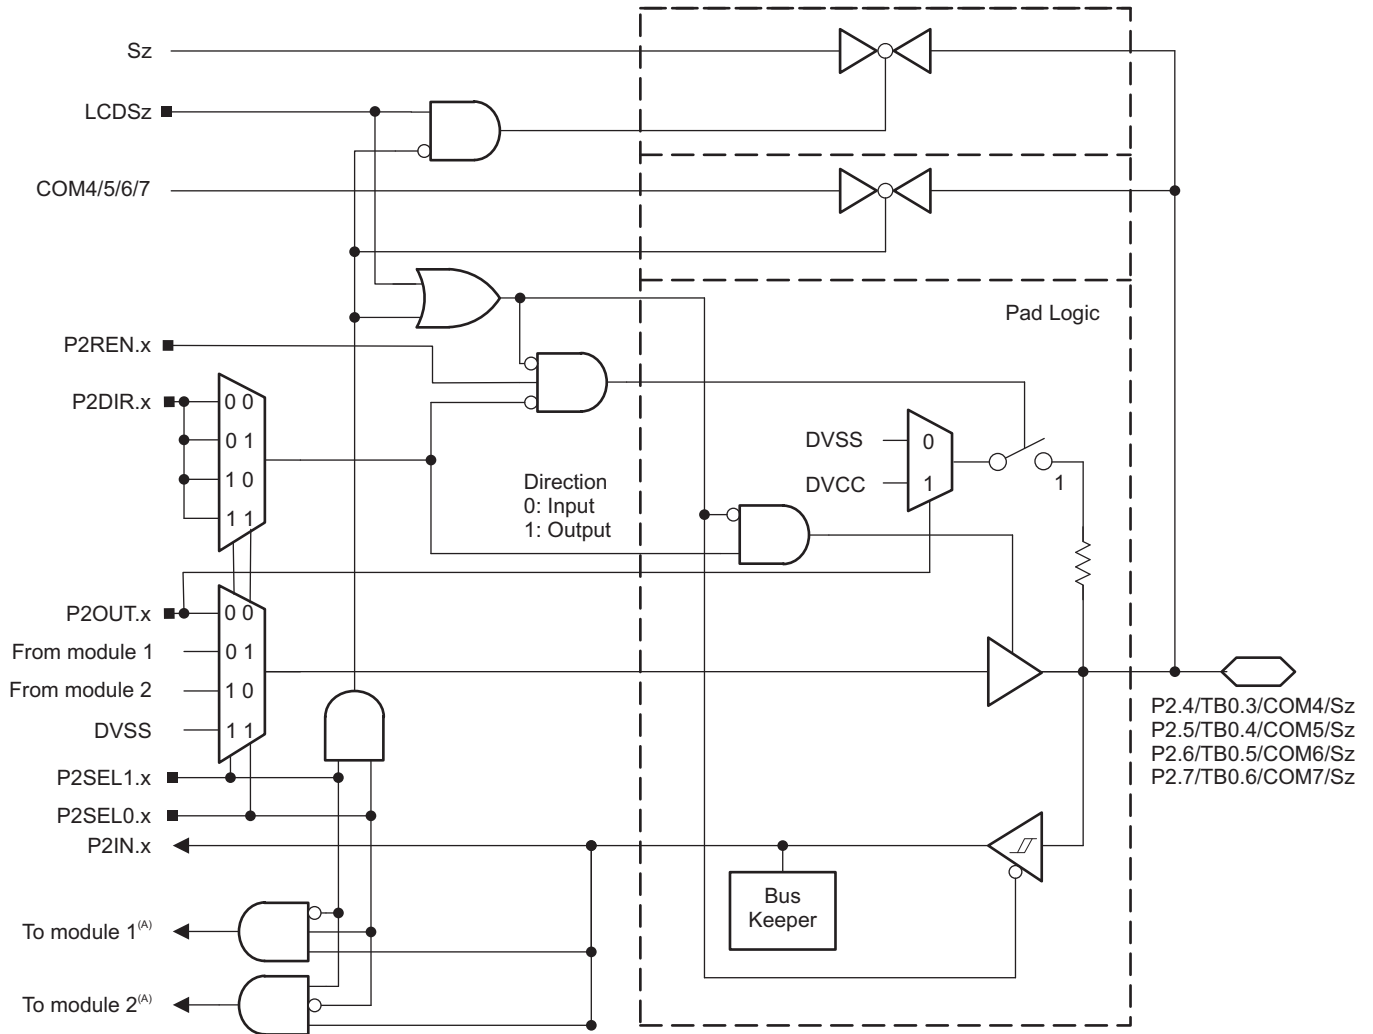 Sz
LCDSz
COM4/5/6/7
Pad Logic
P2REN.x
P2DIR.x
0 0
0 1
1 0
1 1
DVSS
0
DVCC
1
1
Direction
0: Input
1: Output
P2OUT.x
0 0
From module 1
0 1
From module 2
1 0
DVSS
1 1
P2.4/TB0.3/COM4/Sz
P2.5/TB0.4/COM5/Sz
P2.6/TB0.5/COM6/Sz
P2.7/TB0.6/COM7/Sz
P2SEL1.x
P2SEL0.x
P2IN.x
Bus
Keeper
To module 1(A)
To module 2(A)